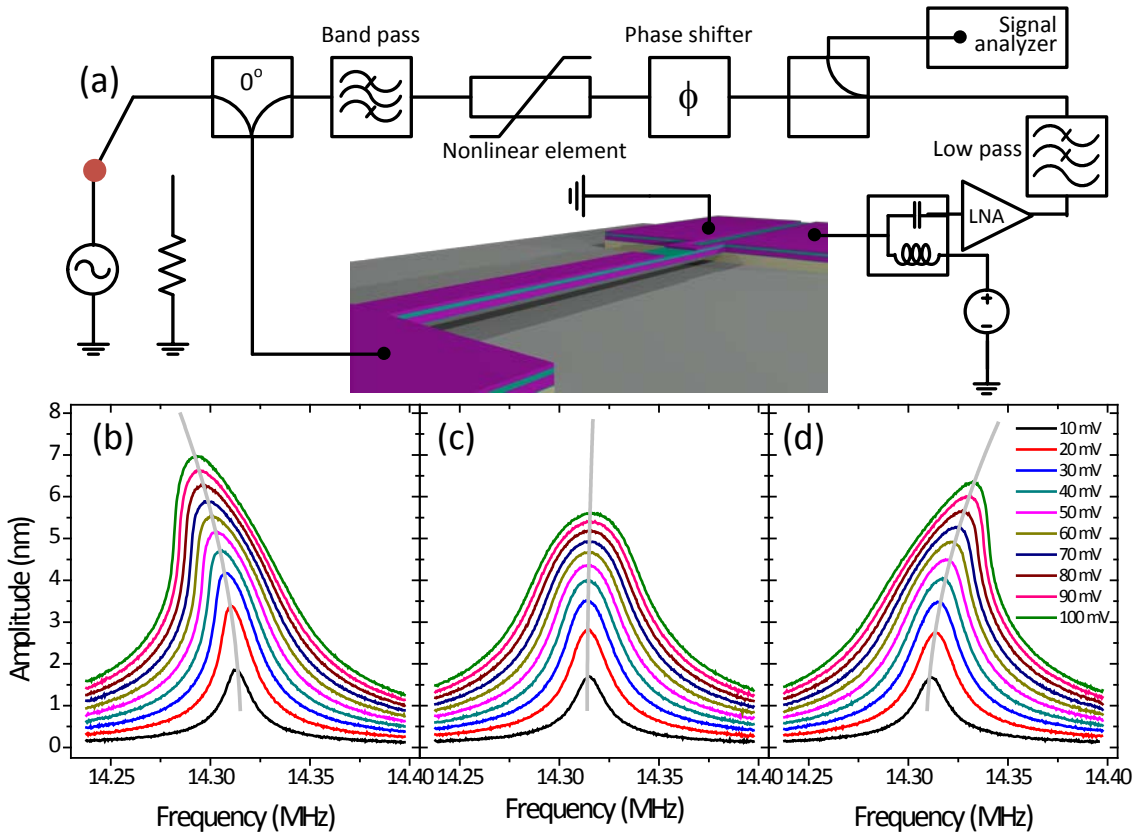 (a)
0°
Band pass
Nonlinear element
Phase shifter
ϕ
Signal
analyzer
Low pass
LNA
+
−
Amplitude (nm)
8
7
6
5
4
3
2
1
0
(b)
14.25
14.30
14.35
14.40
Frequency (MHz)
(c)
14.25
14.30
14.35
14.40
Frequency (MHz)
(d)
10 mV
20 mV
30 mV
40 mV
50 mV
60 mV
70 mV
80 mV
90 mV
100 mV
14.25
14.30
14.35
14.40
Frequency (MHz)